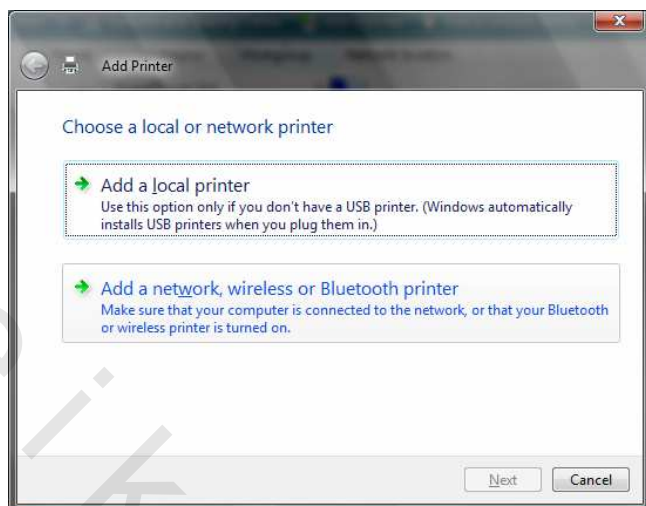 Add Printer
Choose a local or network printer
Add a local printer
Use this option only if you don't have a USB printer. (Windows automatically
installs USB printers when you plug them in.)
Add a network, wireless or Bluetooth printer
Make sure that your computer is connected to the network, or that your Bluetooth
or wireless printer is turned on.
Next Cancel